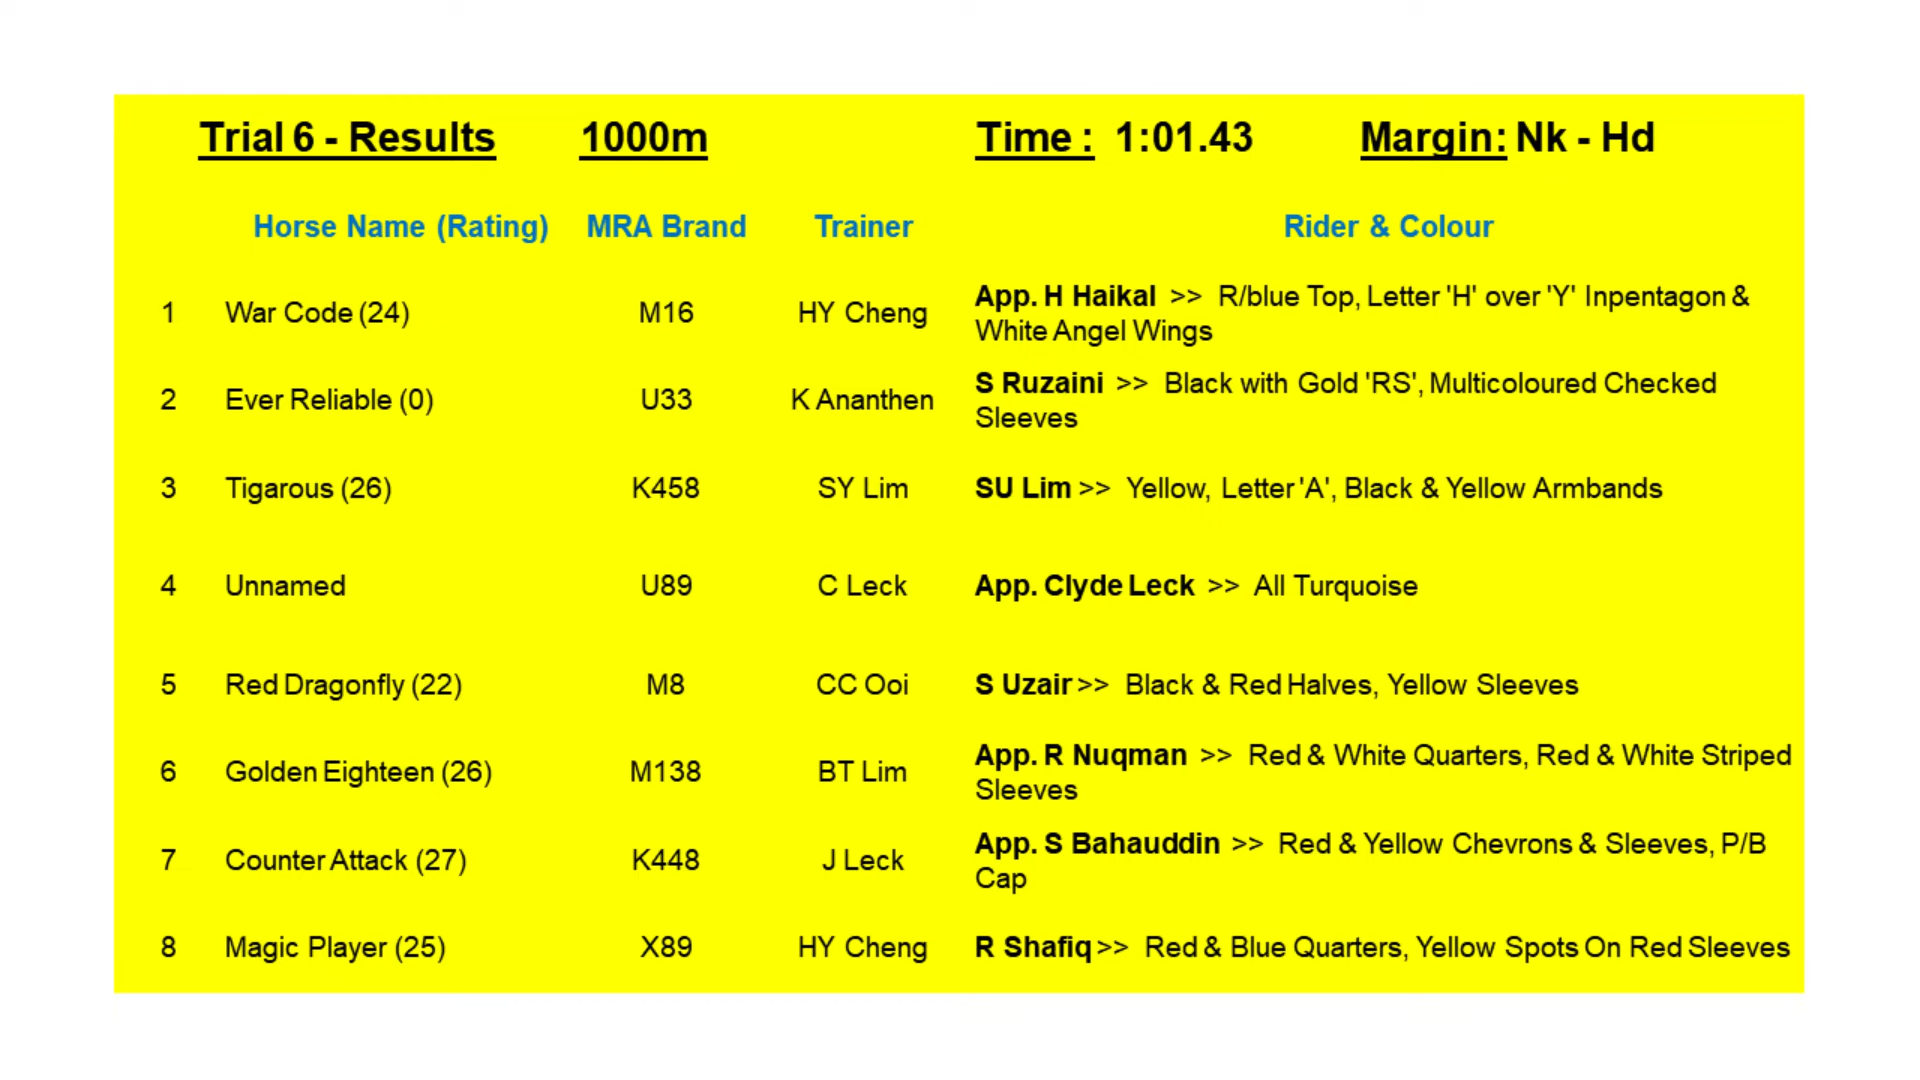 Trial 6 - Results 1000m Time : 1:01.43 Margin: Nk - Hd
Horse Name (Rating) MRA Brand Trainer Rider & Colour
1 War Code (24) M16 HY Cheng App. H Haikal >> R/blue Top, Letter 'H' over 'Y' Inpentagon &
White Angel Wings
2 Ever Reliable (0) U33 K Ananthen S Ruzaini >> Black with Gold 'RS', Multicoloured Checked
Sleeves
3 Tigarous (26) K458 SY Lim SU Lim >> Yellow, Letter 'A', Black & Yellow Armbands
4 Unnamed U89 C Leck App. Clyde Leck >> All Turquoise
5 Red Dragonfly (22) M8 CC Ooi S Uzair >> Black & Red Halves, Yellow Sleeves
6 Golden Eighteen (26) M138 BT Lim App. R Nuqman >> Red & White Quarters, Red & White Striped
Sleeves
7 Counter Attack (27) K448 J Leck App. S Bahauddin >> Red & Yellow Chevrons & Sleeves, P/B
Cap
8 Magic Player (25) X89 HY Cheng R Shafiq >> Red & Blue Quarters, Yellow Spots On Red Sleeves